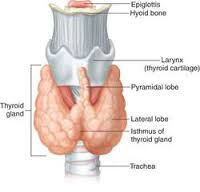 Epiglottis
Hyoid bone
Larynx
(thyroid cartilage)
Pyramidal lobe
Thyroid
gland
Lateral lobe
Isthmus of
thyroid gland
Trachea